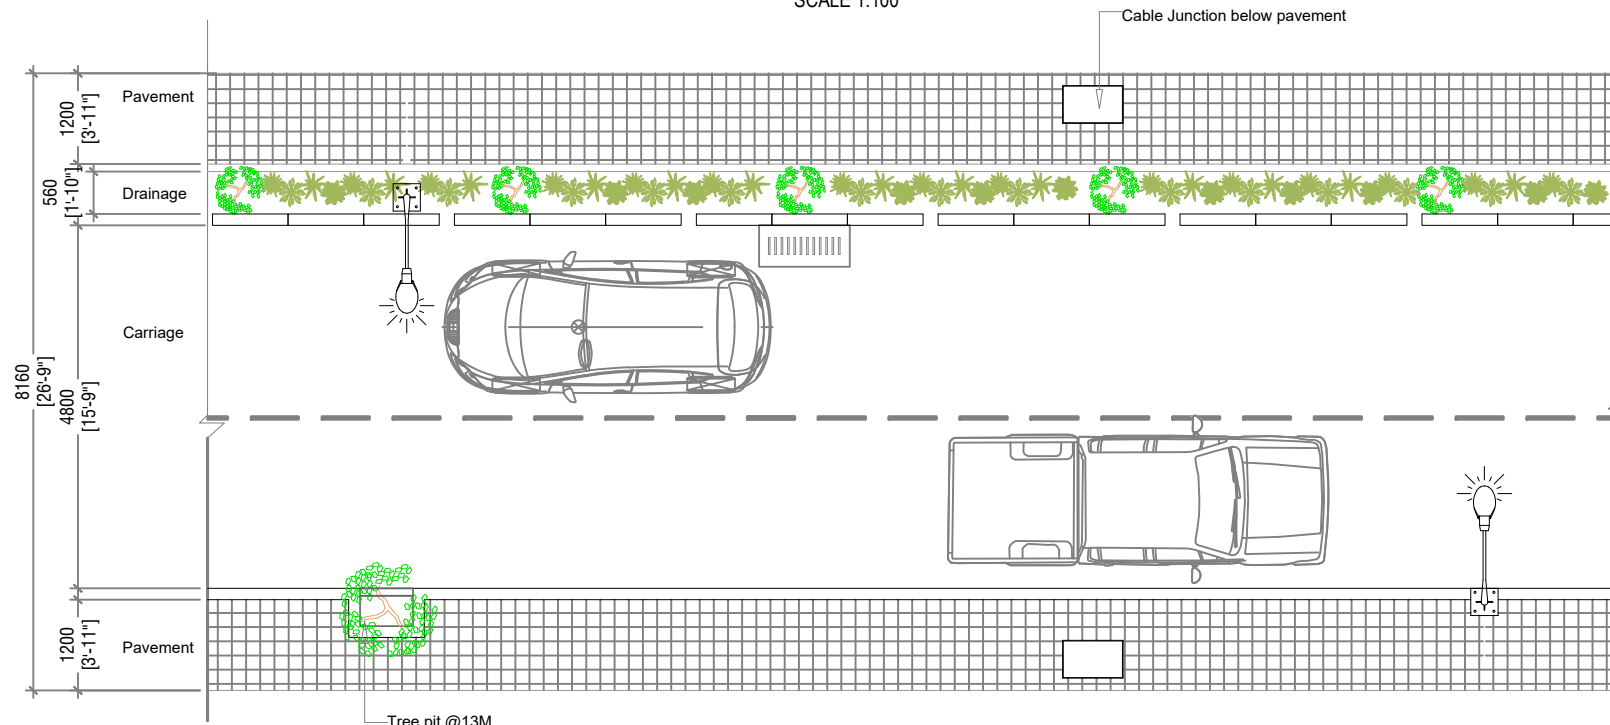 SCALE 1:100
Cable Junction below pavement
Pavement
1200
[3'-11"]
Drainage
560
[1'-10"]
Carriage
8160
[26'-9"]
4800
[15'-9"]
Pavement
1200
[3'-11"]
Tree pit @13M